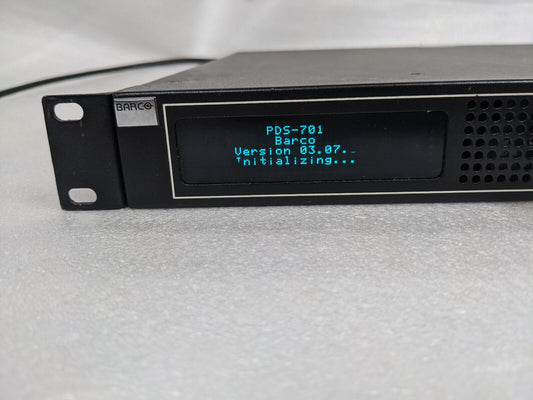 BARCO
PDS-701
Barco
Version 03.07..
Initializing...